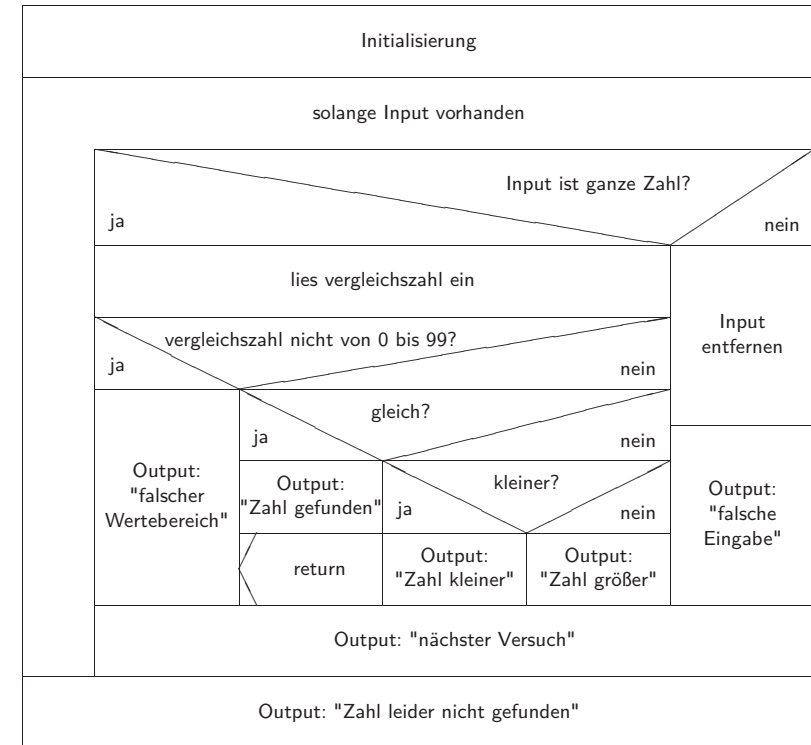 Initialisierung
solange Input vorhanden
Input ist ganze Zahl?
ja
nein
lies vergleichszahl ein
Input
entfernen
vergleichszahl nicht von 0 bis 99?
ja
nein
gleich?
ja
nein
Output:
"falscher
Wertebereich"
Output:
"Zahl gefunden"
kleiner?
ja
nein
Output:
"falsche
Eingabe"
return
Output:
"Zahl kleiner"
Output:
"Zahl größer"
Output: "nächster Versuch"
Output: "Zahl leider nicht gefunden"